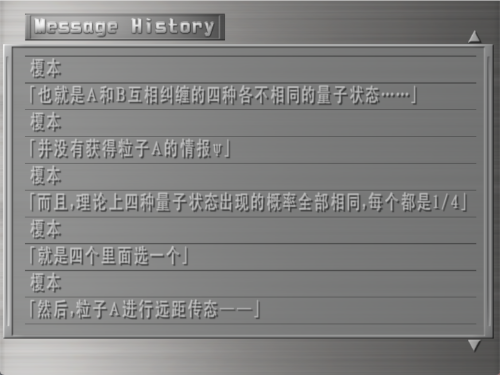 Message History
榎本
「也就是A和B互相纠缠的四种各不相同的量子状态……」
榎本
「并没有获得粒子A的情报ψ」
榎本
「而且,理论上四种量子状态出现的概率全部相同,每个都是1/4」
榎本
「就是四个里面选一个」
榎本
「然后,粒子A进行远距传态——」